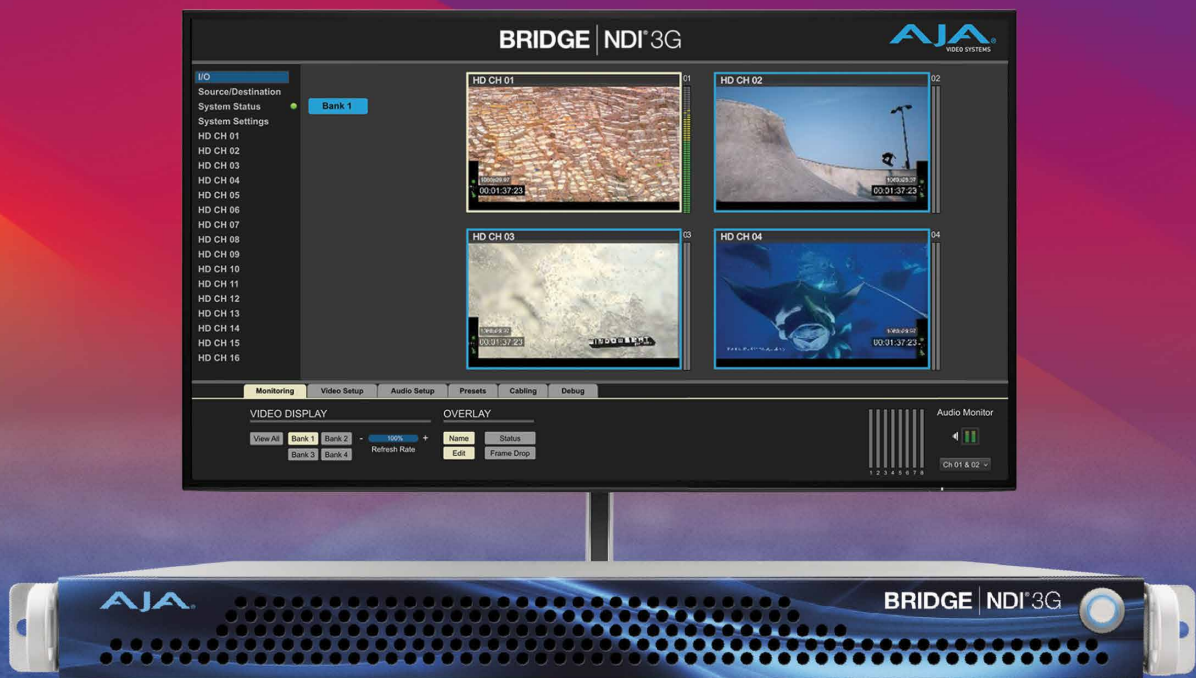 BRIDGE | NDI® 3G
AJA®
VIDEO SYSTEMS
I/O
Source/Destination
System Status
System Settings
HD CH 01
HD CH 02
HD CH 03
HD CH 04
HD CH 05
HD CH 06
HD CH 07
HD CH 08
HD CH 09
HD CH 10
HD CH 11
HD CH 12
HD CH 13
HD CH 14
HD CH 15
HD CH 16
Bank 1
HD CH 01
01
00:01:37:23
HD CH 02
02
00:01:37:23
HD CH 03
03
00:01:37:23
HD CH 04
04
00:01:37:23
Monitoring
Video Setup
Audio Setup
Presets
Cabling
Debug
VIDEO DISPLAY
View All
Bank 1
Bank 2
- 100% +
Bank 3
Bank 4
Refresh Rate
OVERLAY
Name
Status
Edit
Frame Drop
1 2 3 4 5 6 7 8
Audio Monitor
Ch 01 & 02
AJA®
BRIDGE | NDI® 3G